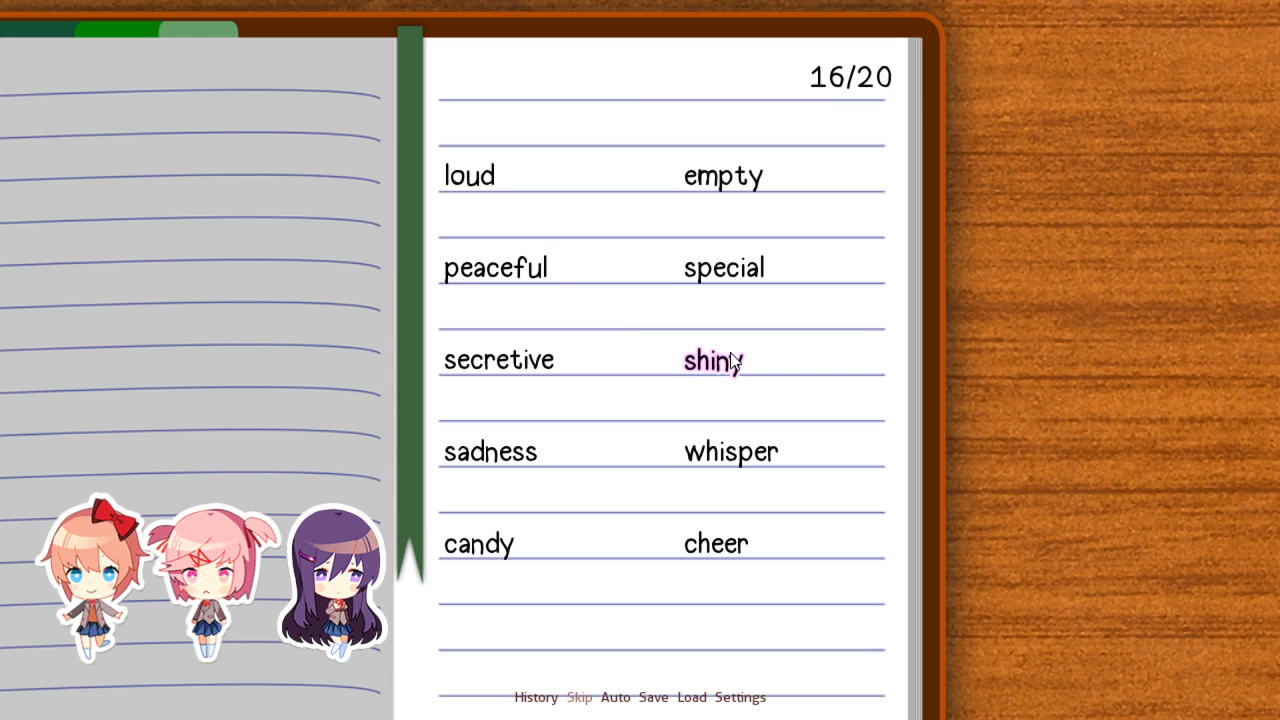 16/20
loud empty
peaceful special
secretive shiny
sadness whisper
candy cheer
History Skip Auto Save Load Settings